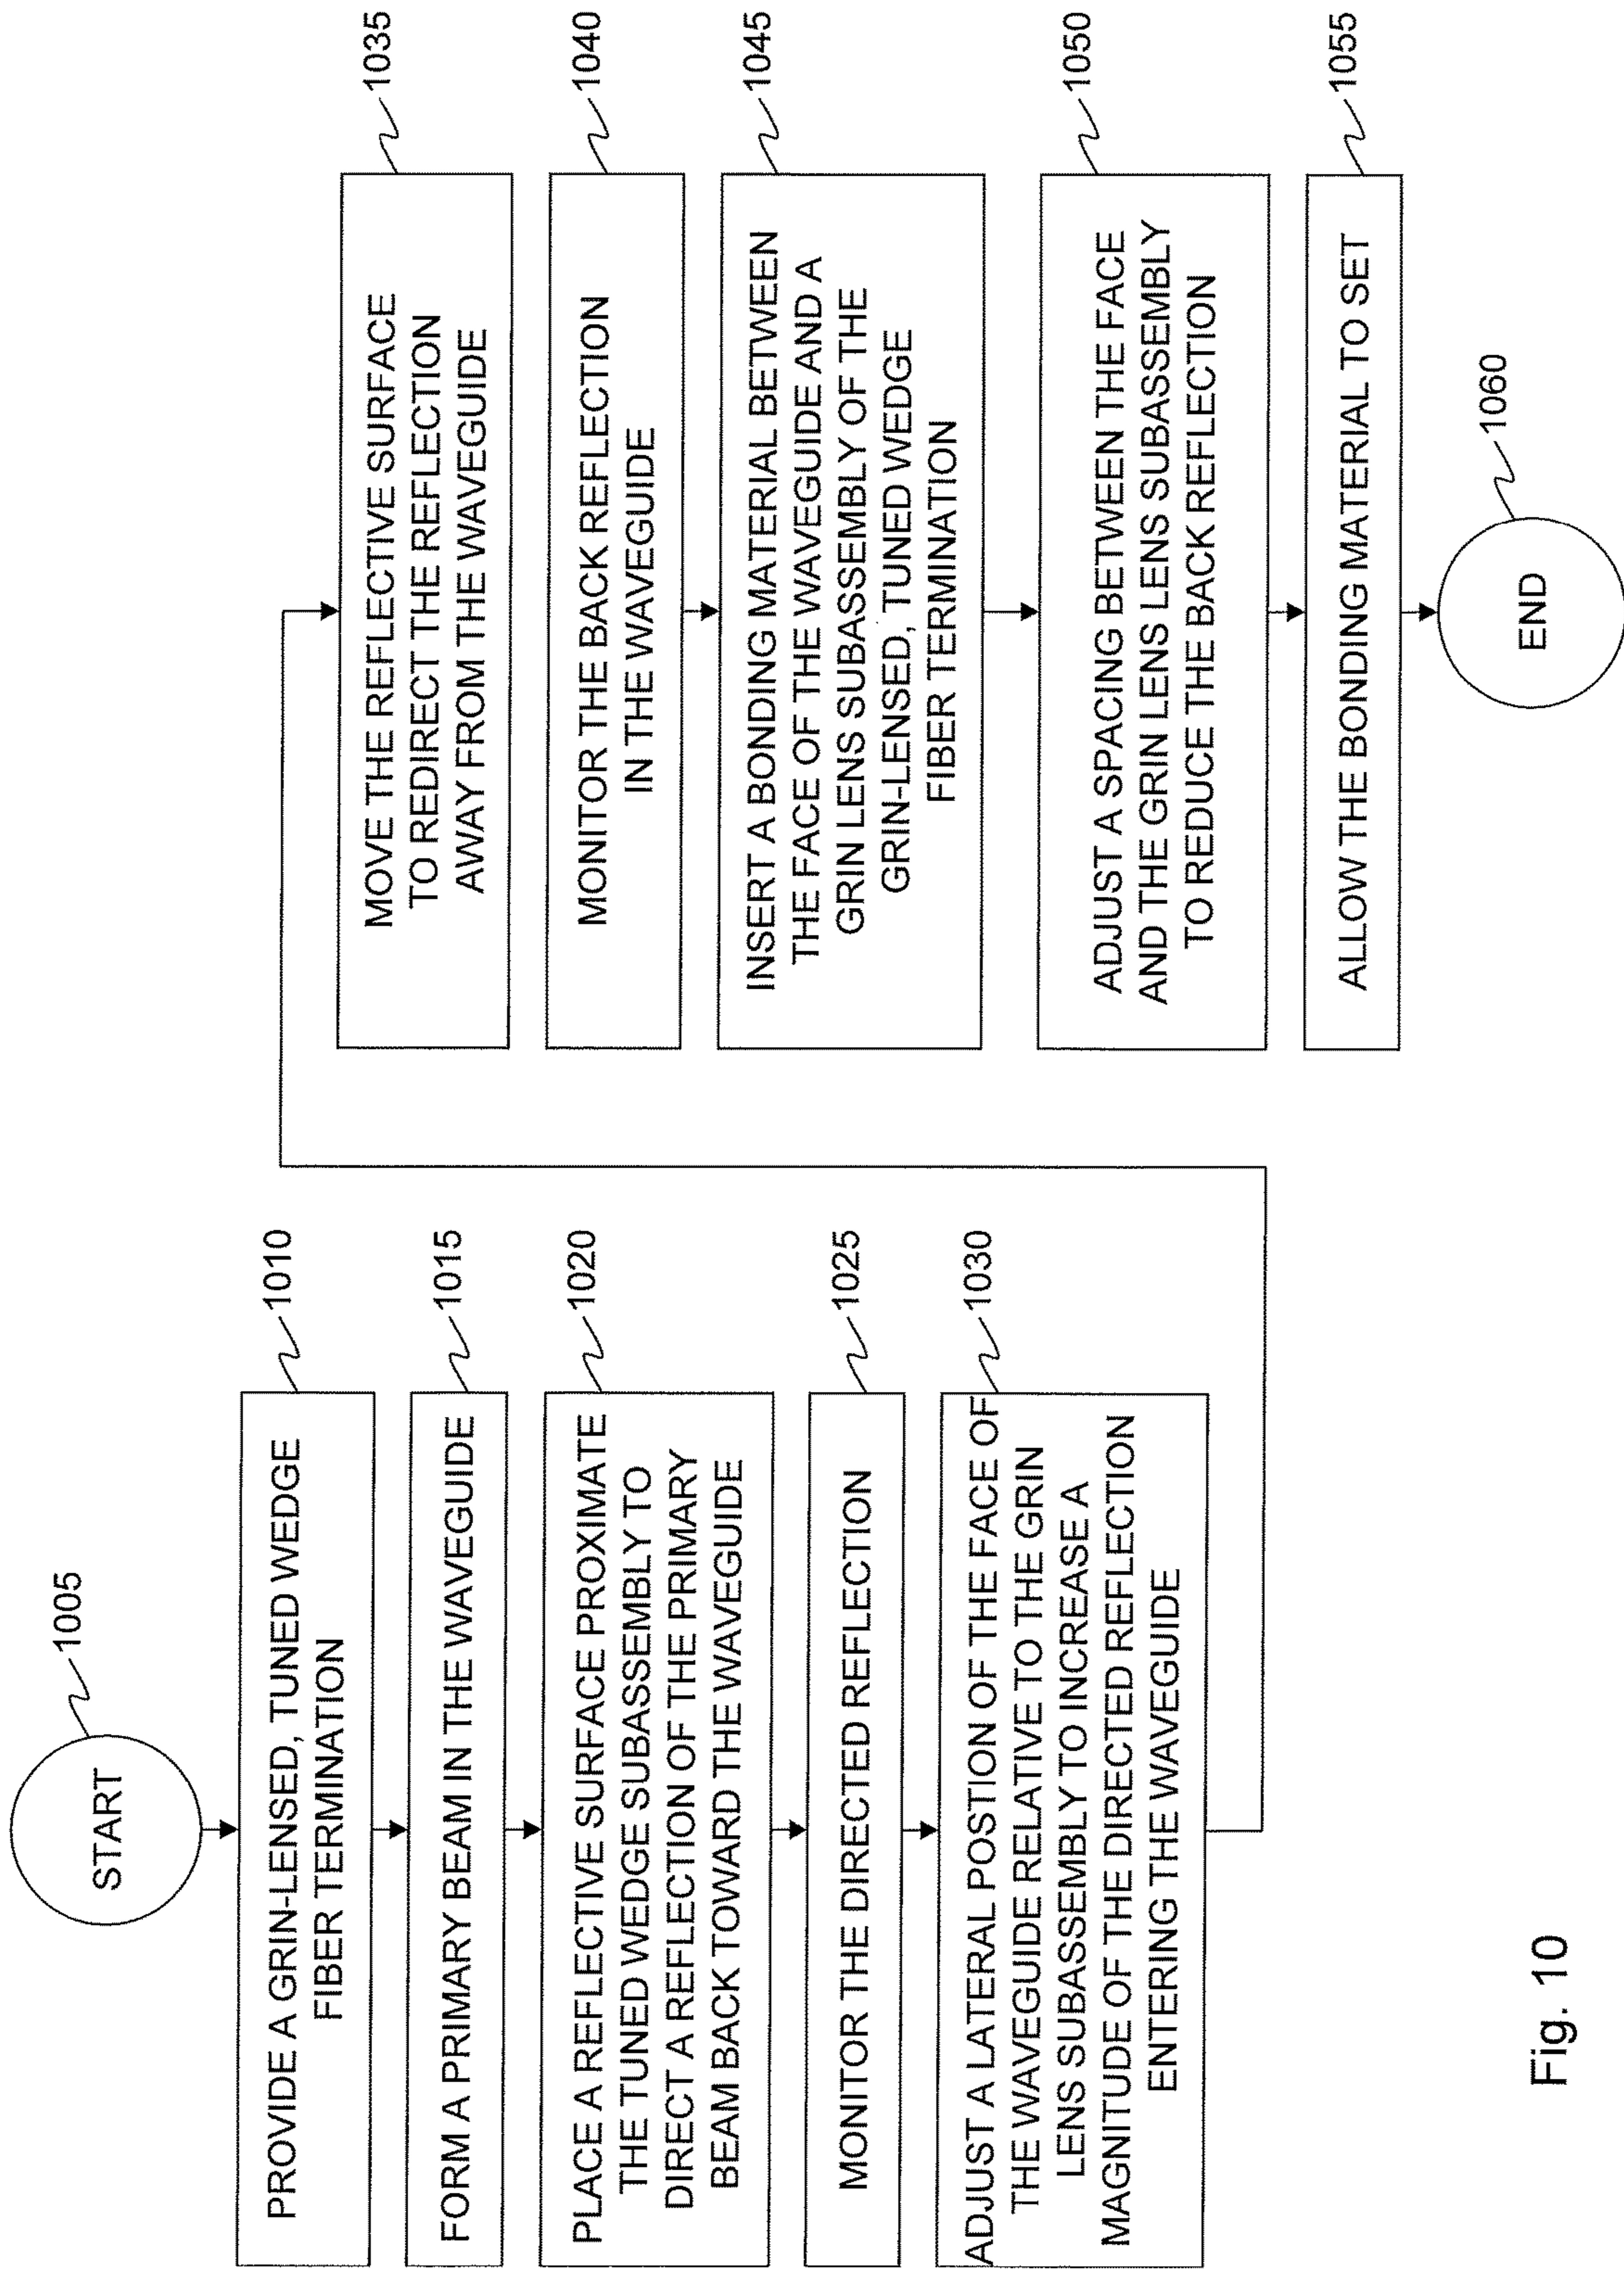 START
1005
PROVIDE A GRIN-LENSED, TUNED WEDGE
FIBER TERMINATION
1010
FORM A PRIMARY BEAM IN THE WAVEGUIDE
1015
PLACE A REFLECTIVE SURFACE PROXIMATE
THE TUNED WEDGE SUBASSEMBLY TO
DIRECT A REFLECTION OF THE PRIMARY
BEAM BACK TOWARD THE WAVEGUIDE
1020
MONITOR THE DIRECTED REFLECTION
1025
ADJUST A LATERAL POSTION OF THE FACE OF
THE WAVEGUIDE RELATIVE TO THE GRIN
LENS SUBASSEMBLY TO INCREASE A
MAGNITUDE OF THE DIRECTED REFLECTION
ENTERING THE WAVEGUIDE
1030
MOVE THE REFLECTIVE SURFACE
TO REDIRECT THE REFLECTION
AWAY FROM THE WAVEGUIDE
1035
MONITOR THE BACK REFLECTION
IN THE WAVEGUIDE
1040
INSERT A BONDING MATERIAL BETWEEN
THE FACE OF THE WAVEGUIDE AND A
GRIN LENS SUBASSEMBLY OF THE
GRIN-LENSED, TUNED WEDGE
FIBER TERMINATION
1045
ADJUST A SPACING BETWEEN THE FACE
AND THE GRIN LENS LENS SUBASSEMBLY
TO REDUCE THE BACK REFLECTION
1050
ALLOW THE BONDING MATERIAL TO SET
1055
END
1060
Fig. 10